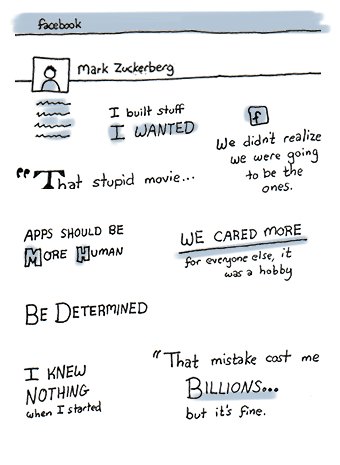 facebook
Mark Zuckerberg
I built stuff
I WANTED
f
We didn't realize
we were going
to be the
ones.
"That stupid movie...
APPS SHOULD BE
MORE HUMAN
WE CARED MORE
for everyone else, it
was a hobby
BE DETERMINED
I KNEW
NOTHING
when I started
"That mistake cost me
BILLIONS...
but it's fine.